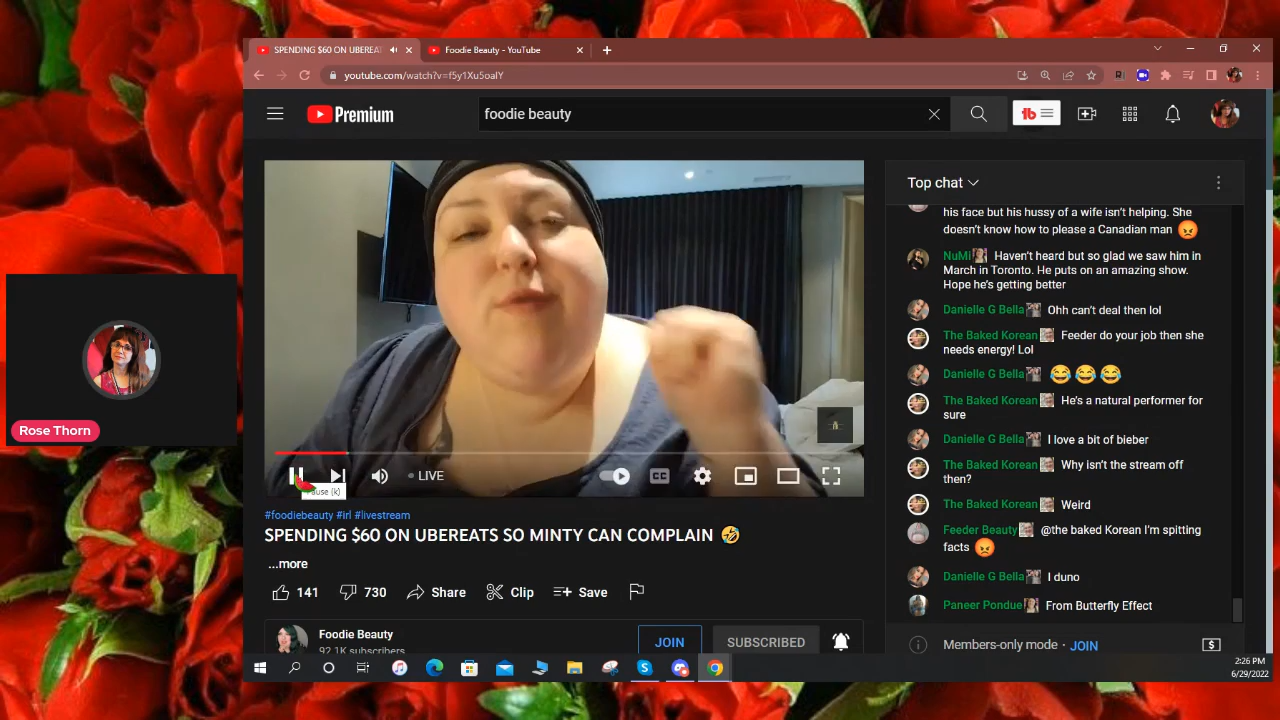 SPENDING $60 ON UBEREAT
Foodie Beauty - YouTube
youtube.com/watch?v=f5y1Xu5oaIY
Premium
foodie beauty
tb
Top chat
his face but his hussy of a wife isn't helping. She
doesn't know how to please a Canadian man 😡
NuMi Haven't heard but so glad we saw him in
March in Toronto. He puts on an amazing show.
Hope he's getting better
Danielle G Bella Ohh can't deal then lol
The Baked Korean Feeder do your job then she
needs energy! Lol
Danielle G Bella 😂😂😂
The Baked Korean He's a natural performer for
sure
Danielle G Bella I love a bit of bieber
The Baked Korean Why isn't the stream off
then?
The Baked Korean Weird
Feeder Beauty @the baked Korean I'm spitting
facts 😡
Danielle G Bella I duno
Paneer Pondue From Butterfly Effect
Members-only mode · JOIN
Rose Thorn
LIVE
CC
Pause (k)
#foodiebeauty #irl #livestream
SPENDING $60 ON UBEREATS SO MINTY CAN COMPLAIN 🤣
...more
141
730
Share
Clip
Save
Foodie Beauty
92.1K subscribers
JOIN
SUBSCRIBED
2:26 PM
6/29/2022